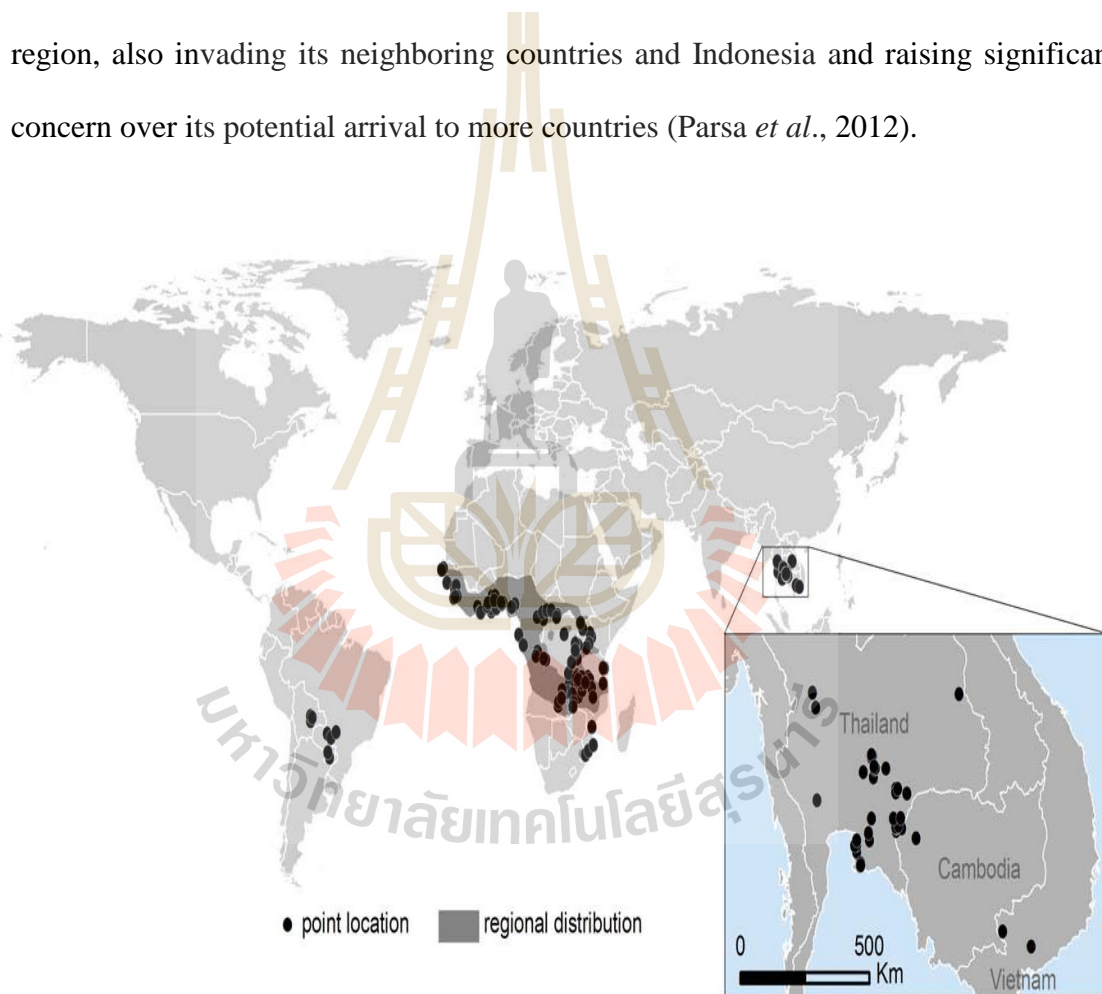 region, also invading its neighboring countries and Indonesia and raising significan
concern over its potential arrival to more countries (Parsa et al., 2012).
Thailand
Cambodia
Vietnam
0 500
Km
point location regional distribution
มหาวิทยาลัยเทคโนโลยีสุรนารี